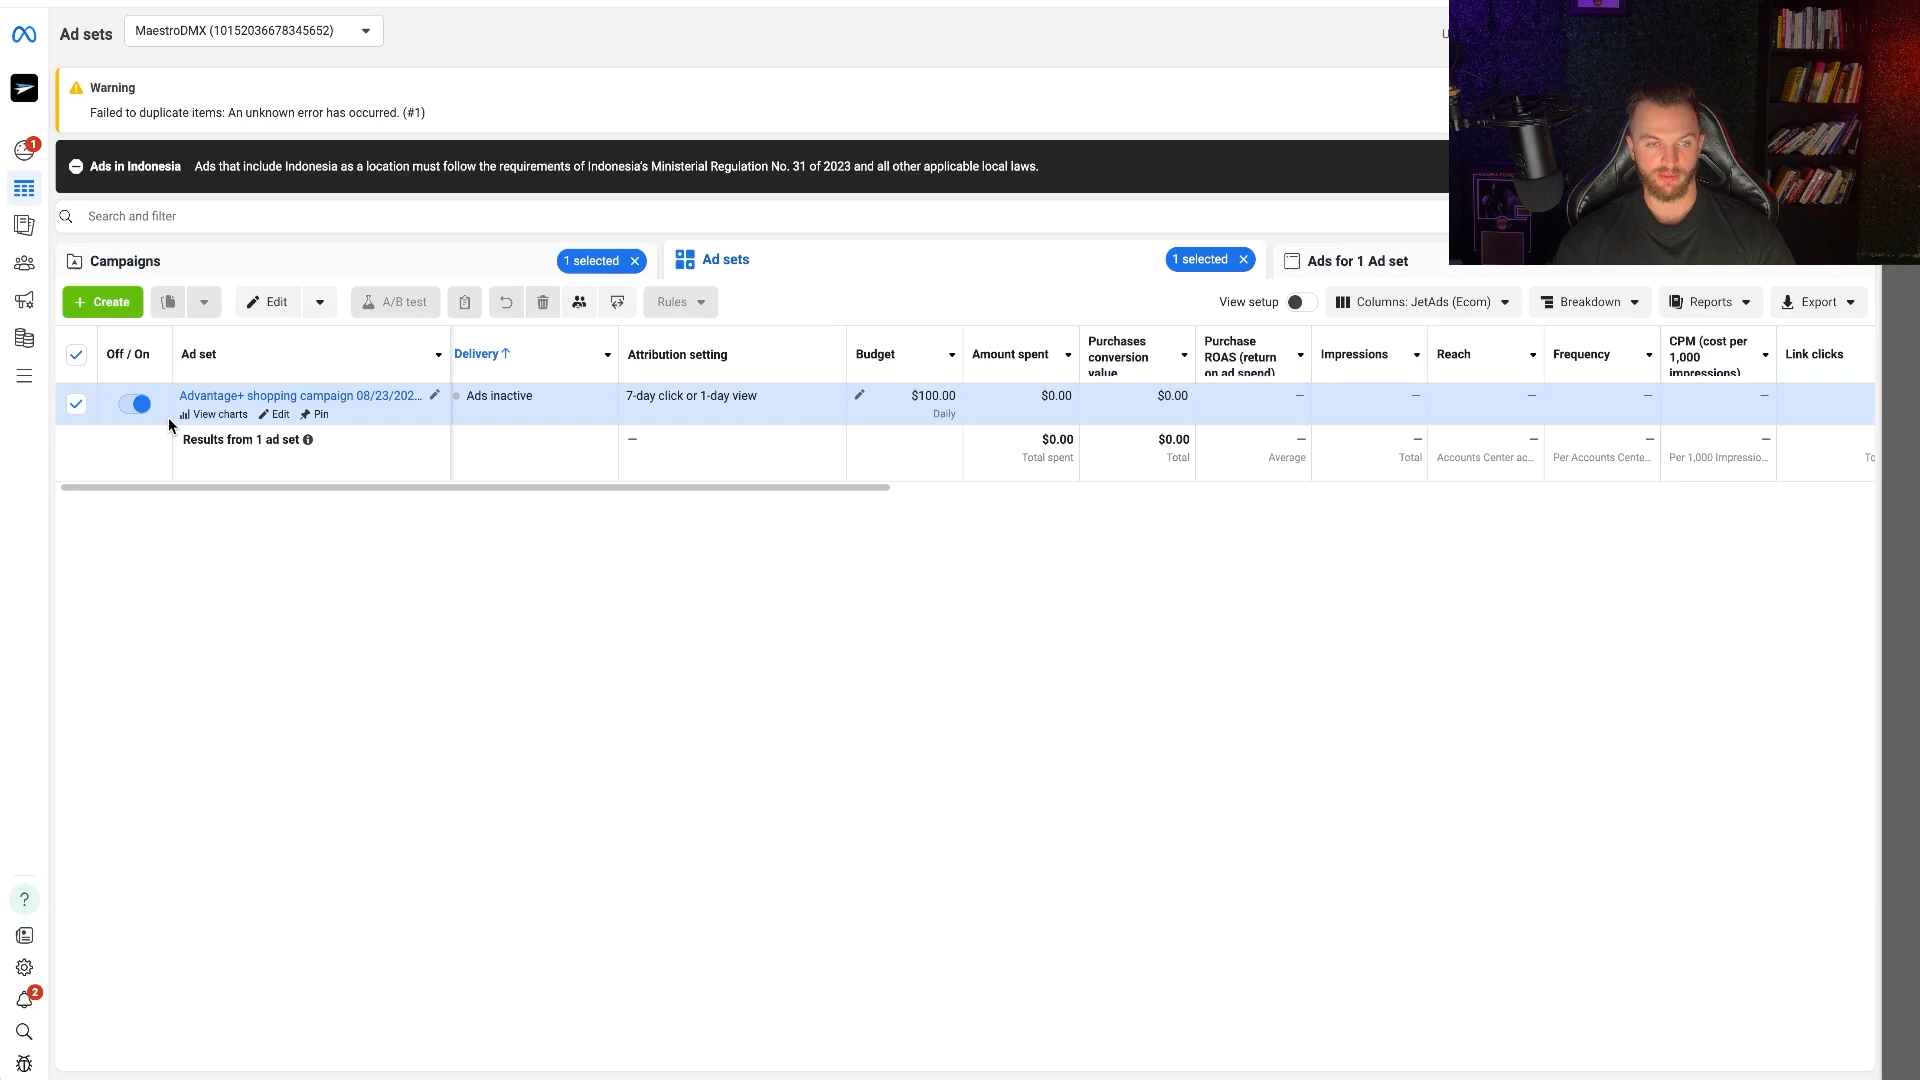 Ad sets
MaestroDMX (10152036678345652)
U
Warning
Failed to duplicate items: An unknown error has occurred. (#1)
1
Ads in Indonesia Ads that include Indonesia as a location must follow the requirements of Indonesia's Ministerial Regulation No. 31 of 2023 and all other applicable local laws.
Search and filter
Campaigns
1 selected
Ad sets
1 selected
Ads for 1 Ad set
Create
Edit
A/B test
Rules
View setup
Columns: JetAds (Ecom)
Breakdown
Reports
Export
Off / On
Ad set
Delivery ↑
Attribution setting
Budget
Amount spent
Purchases conversion value
Purchase ROAS (return on ad spend)
Impressions
Reach
Frequency
CPM (cost per 1,000 impressions)
Link clicks
Advantage+ shopping campaign 08/23/202...
View charts
Edit
Pin
Ads inactive
7-day click or 1-day view
$100.00
Daily
$0.00
$0.00
—
—
—
—
—
Results from 1 ad set
—
$0.00
Total spent
$0.00
Total
—
Average
—
Total
—
Accounts Center ac...
—
Per Accounts Cente...
—
Per 1,000 Impressio...
To
?
2